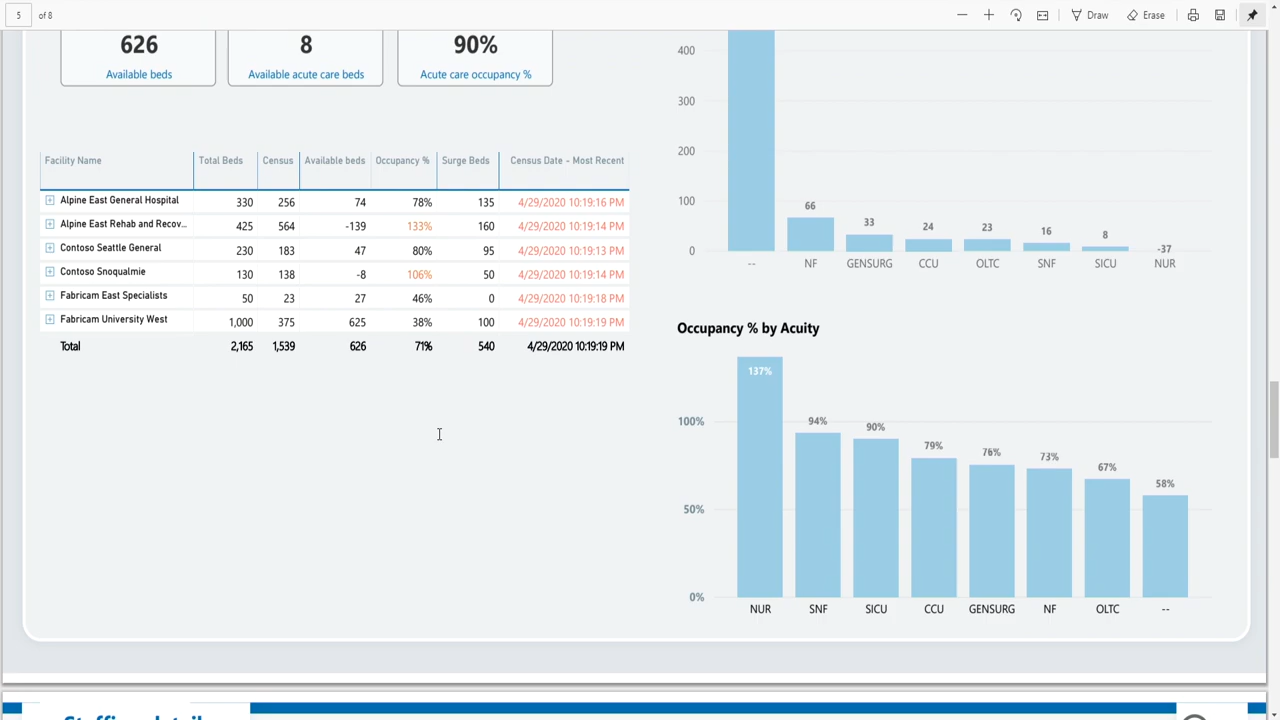 5 of 8
Draw
Erase
626
Available beds
8
Available acute care beds
90%
Acute care occupancy %
Facility Name Total Beds Census Available beds Occupancy % Surge Beds Census Date - Most Recent
Alpine East General Hospital 330 256 74 78% 135 4/29/2020 10:19:16 PM
Alpine East Rehab and Recov... 425 564 -139 133% 160 4/29/2020 10:19:14 PM
Contoso Seattle General 230 183 47 80% 95 4/29/2020 10:19:13 PM
Contoso Snoqualmie 130 138 -8 106% 50 4/29/2020 10:19:14 PM
Fabricam East Specialists 50 23 27 46% 0 4/29/2020 10:19:18 PM
Fabricam University West 1,000 375 625 38% 100 4/29/2020 10:19:19 PM
Total 2,165 1,539 626 71% 540 4/29/2020 10:19:19 PM
400
300
200
100
0
66 33 24 23 16 8 -37
-- NF GENSURG CCU OLTC SNF SICU NUR
Occupancy % by Acuity
100%
50%
0%
137% 94% 90% 79% 76% 73% 67% 58%
NUR SNF SICU CCU GENSURG NF OLTC --